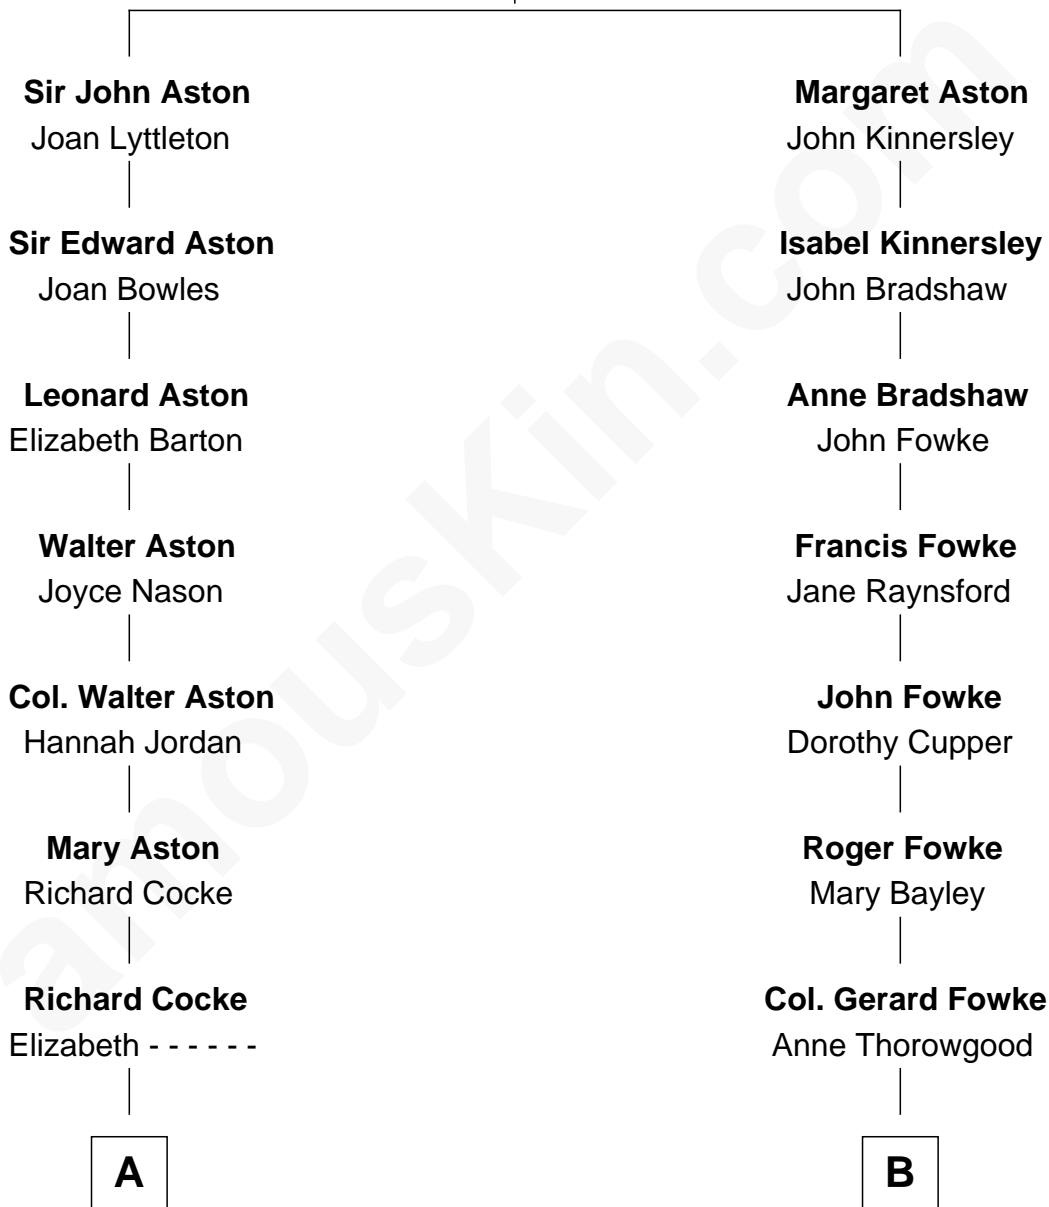 Sir John Aston
Joan Lyttleton
Sir Edward Aston
Joan Bowles
Leonard Aston
Elizabeth Barton
Walter Aston
Joyce Nason
Col. Walter Aston
Hannah Jordan
Mary Aston
Richard Cocke
Richard Cocke
Elizabeth - - - - - -
A
Margaret Aston
John Kinnersley
Isabel Kinnersley
John Bradshaw
Anne Bradshaw
John Fowke
Francis Fowke
Jane Raynsford
John Fowke
Dorothy Cupper
Roger Fowke
Mary Bayley
Col. Gerard Fowke
Anne Thorowgood
B
amouskin.com